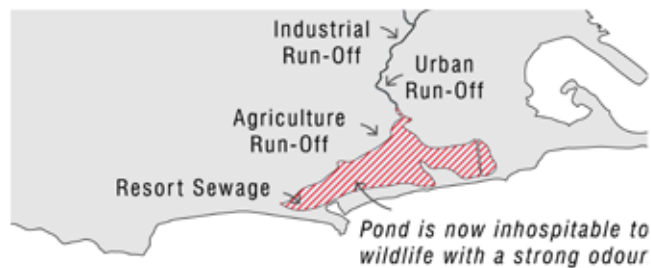 Industrial
Run-Off
Urban
Run-Off
Agriculture
Run-Off
Resort Sewage
Pond is now inhospitable to
wildlife with a strong odour